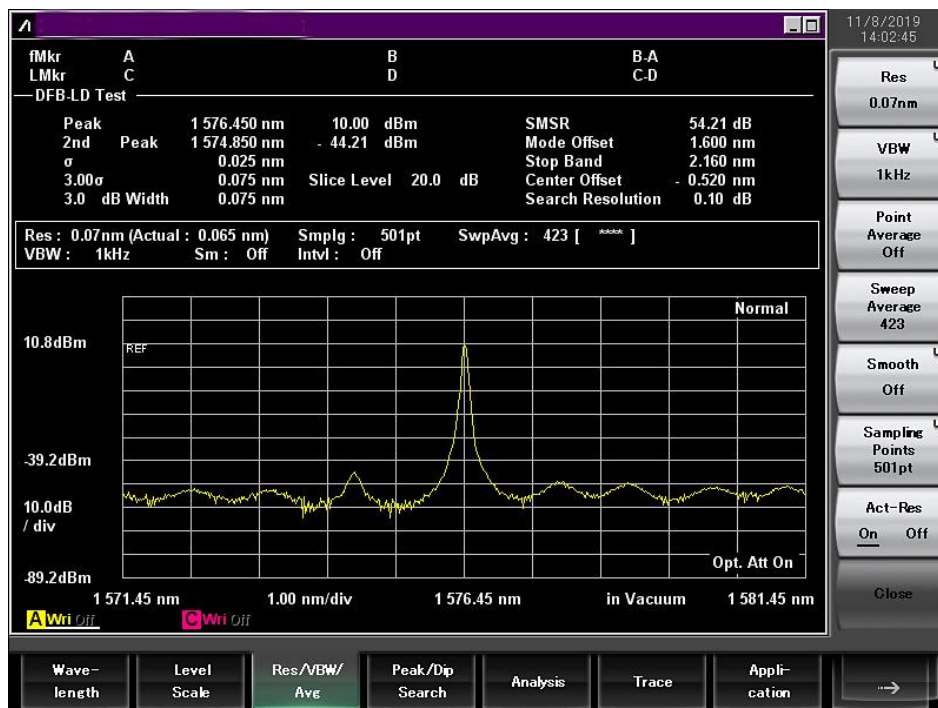 11/8/2019
14:02:45
fMkr A B B-A
LMkr C D C-D
DFB-LD Test
Peak 1 576.450 nm 10.00 dBm SMSR 54.21 dB
2nd Peak 1 574.850 nm - 44.21 dBm Mode Offset 1.600 nm
σ 0.025 nm Stop Band 2.160 nm
3.00σ 0.075 nm Slice Level 20.0 dB Center Offset - 0.520 nm
3.0 dB Width 0.075 nm Search Resolution 0.10 dB
Res : 0.07nm (Actual : 0.065 nm) Smplg : 501pt SwpAvg : 423 [ **** ]
VBW : 1kHz Sm : Off Intvl : Off
Normal
10.8dBm
REF
-39.2dBm
10.0dB
/ div
Opt. Att On
-89.2dBm
1 571.45 nm 1.00 nm/div 1 576.45 nm in Vacuum 1 581.45 nm
A Wri Off C Wri Off
Res
0.07nm
VBW
1kHz
Point
Average
Off
Sweep
Average
423
Smooth
Off
Sampling
Points
501pt
Act-Res
On Off
Close
Wave-
length
Level
Scale
Res/VBW/
Avg
Peak/Dip
Search
Analysis
Trace
Appli-
cation
→